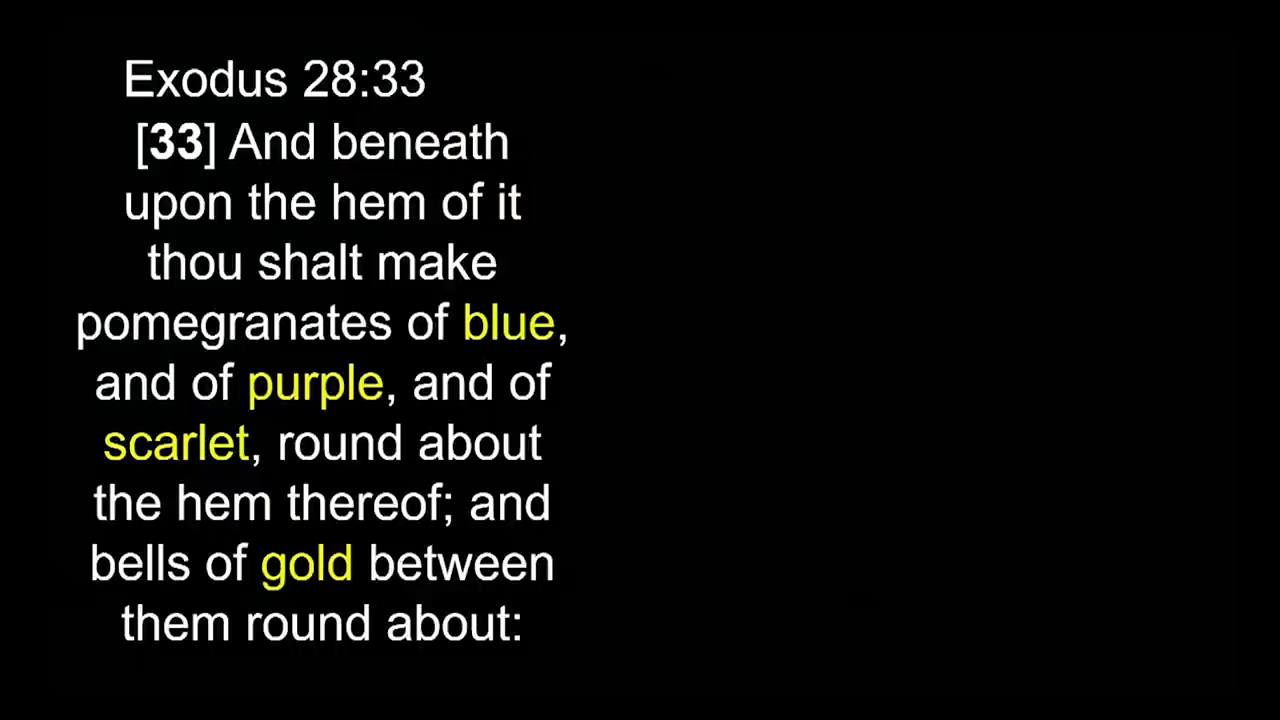 Exodus 28:33
[33] And beneath
upon the hem of it
thou shalt make
pomegranates of blue,
and of purple, and of
scarlet, round about
the hem thereof; and
bells of gold between
them round about: